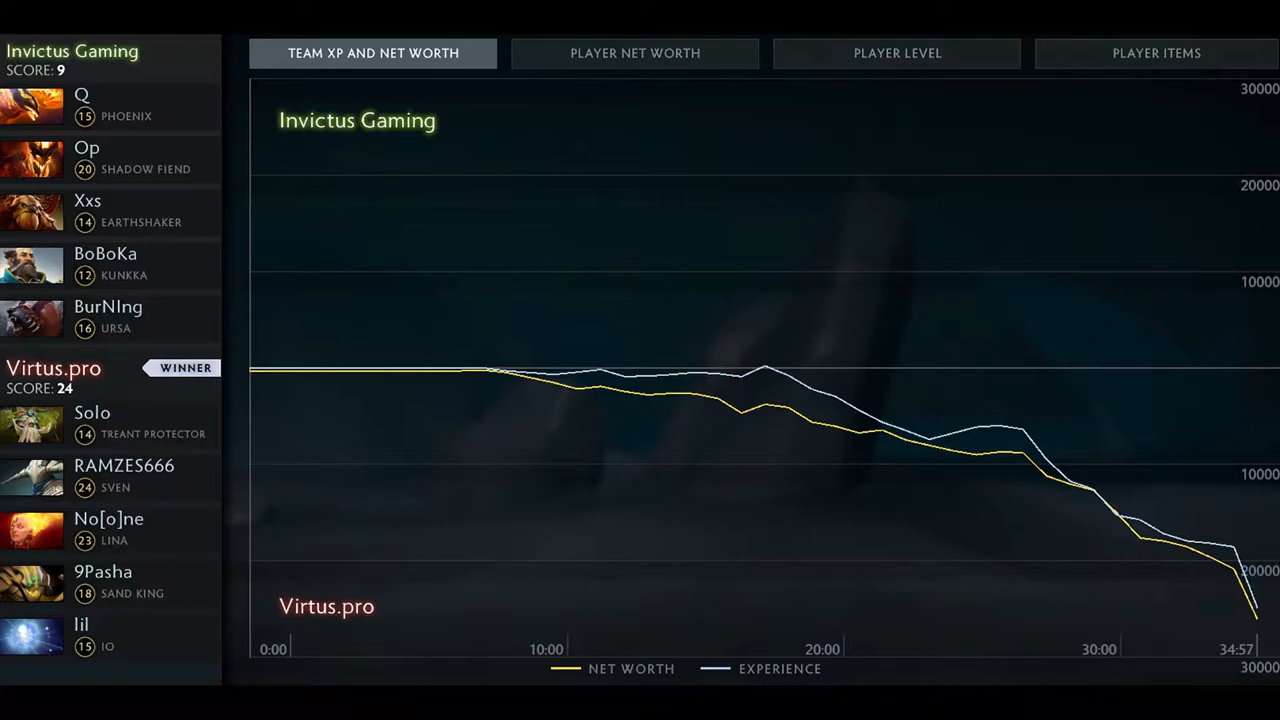 Invictus Gaming
SCORE: 9
Q
15 PHOENIX
Op
20 SHADOW FIEND
Xxs
14 EARTHSHAKER
BoBoKa
12 KUNKKA
BurNIng
16 URSA
Virtus.pro
WINNER
SCORE: 24
Solo
14 TREANT PROTECTOR
RAMZES666
24 SVEN
No[o]ne
23 LINA
9Pasha
18 SAND KING
lil
15 IO
TEAM XP AND NET WORTH PLAYER NET WORTH PLAYER LEVEL PLAYER ITEMS
30000
Invictus Gaming
20000
10000
10000
20000
Virtus.pro
0:00 10:00 20:00 30:00 34:57
NET WORTH EXPERIENCE
30000